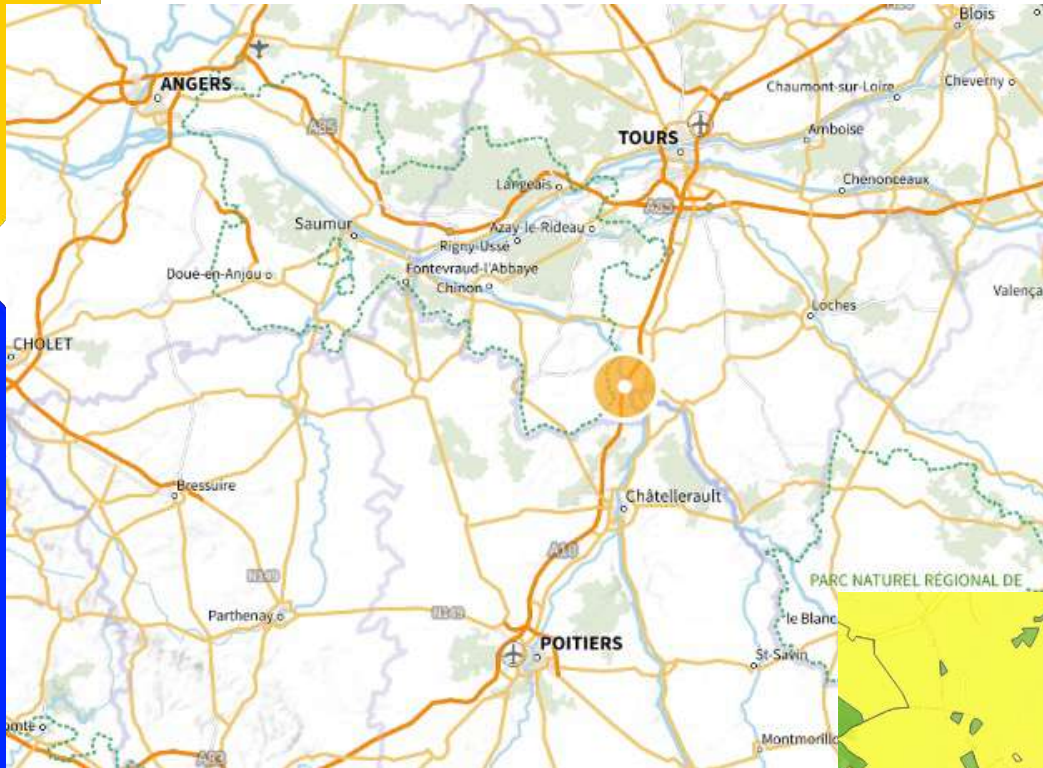 Blois
ANGERS
Chaumont-sur-Loire
Cheverny
A85
TOURS
Amboise
Langeais
Chenonceaux
A85
Saumur
Azay-le-Rideau
Rigny-Ussé
Doué-en-Anjou
Fontevraud-l'Abbaye
Chinon
Valença
Loches
CHOLET
Bressuire
Châtellerault
A10
N149
PARC NATUREL RÉGIONAL DE
Parthenay
N149
le Blanc
POITIERS
St-Savin
omté
Montmorillo
A83